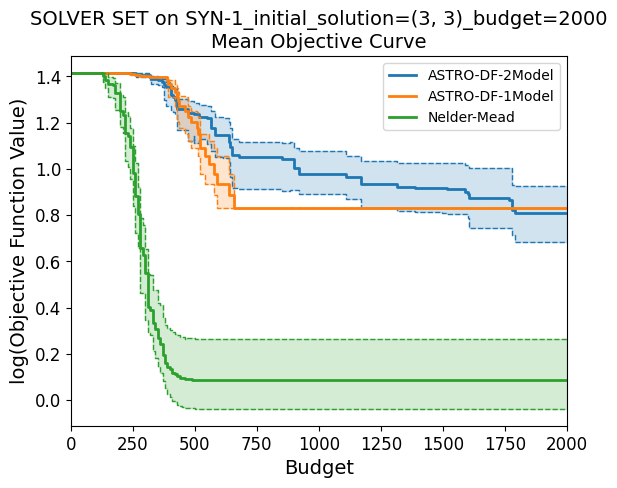 SOLVER SET on SYN-1_initial_solution=(3, 3)_budget=2000
Mean Objective Curve
ASTRO-DF-2Model
ASTRO-DF-1Model
Nelder-Mead
log(Objective Function Value)
1.4
1.2
1.0
0.8
0.6
0.4
0.2
0.0
0 250 500 750 1000 1250 1500 1750 2000
Budget